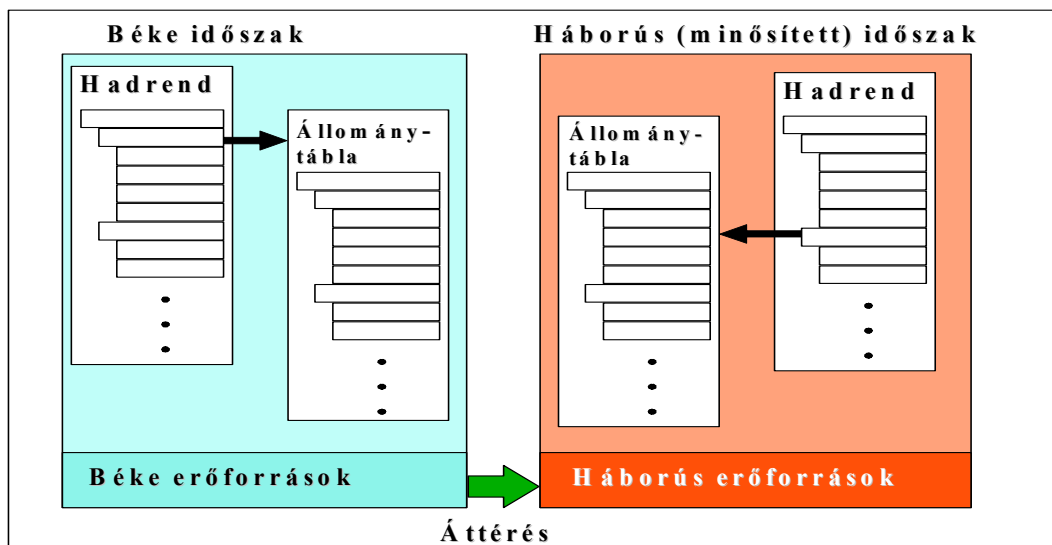 Béke időszak
Hadrend
Állomány-
tábla
Béke erőforrások
Háborús (minősített) időszak
Hadrend
Állomány-
tábla
Háborús erőforrások
Áttérés